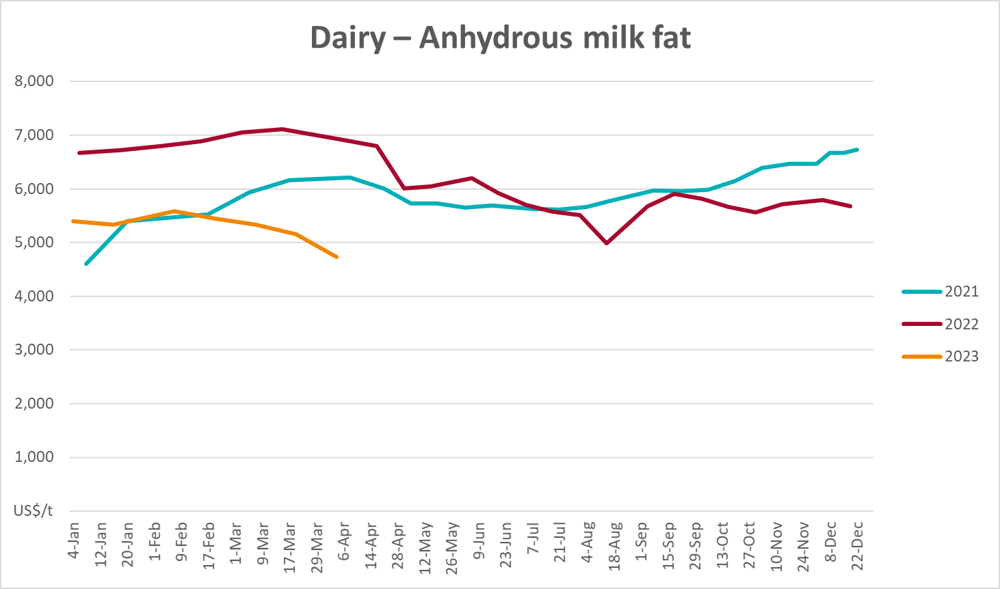 Dairy – Anhydrous milk fat
8,000
7,000
6,000
5,000
4,000
3,000
2,000
1,000
US$/t
4-Jan
12-Jan
20-Jan
1-Feb
9-Feb
17-Feb
1-Mar
9-Mar
17-Mar
29-Mar
6-Apr
14-Apr
28-Apr
12-May
26-May
9-Jun
23-Jun
7-Jul
21-Jul
4-Aug
18-Aug
1-Sep
15-Sep
29-Sep
13-Oct
27-Oct
10-Nov
24-Nov
8-Dec
22-Dec
2021
2022
2023